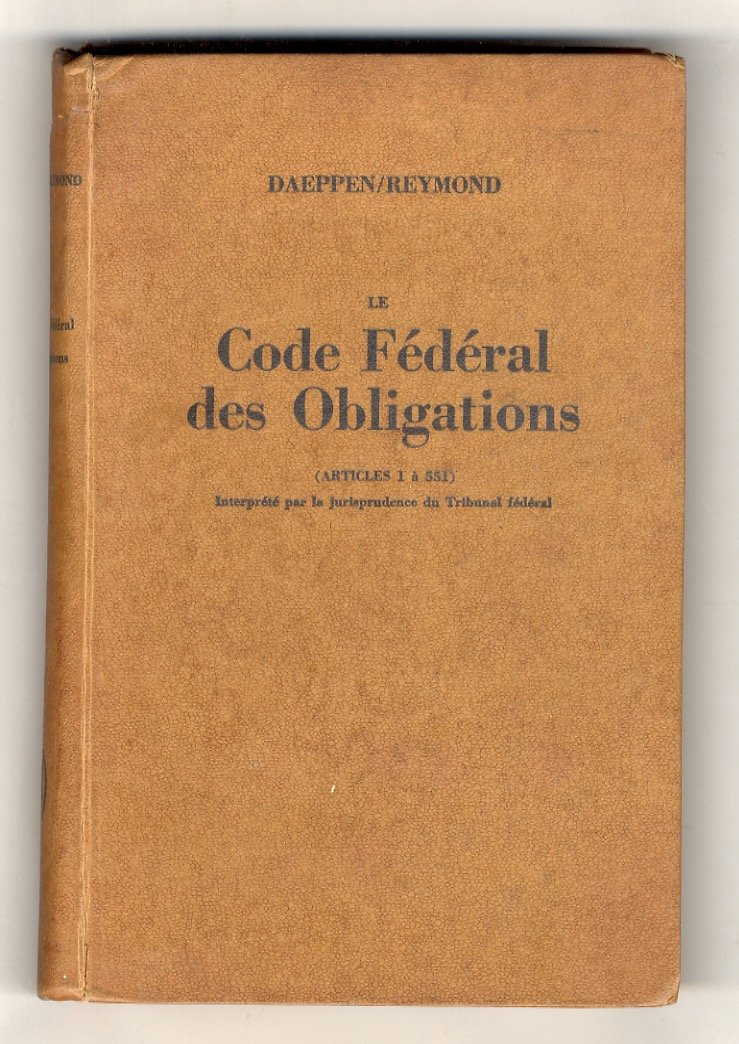 DAEPPEN/REYMOND
LE
Code Fédéral
des Obligations
(ARTICLES 1 à 551)
Interprété par la jurisprudence du Tribunal fédéral